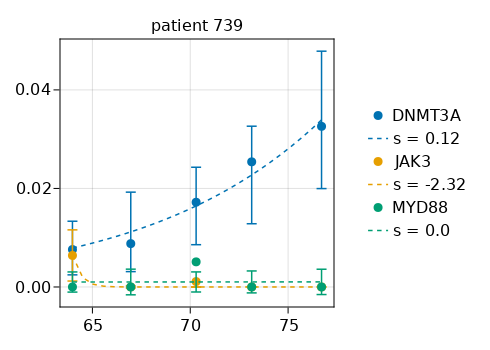 patient 739
0.04
0.02
0.00
65
70
75
DNMT3A
s = 0.12
JAK3
s = -2.32
MYD88
s = 0.0